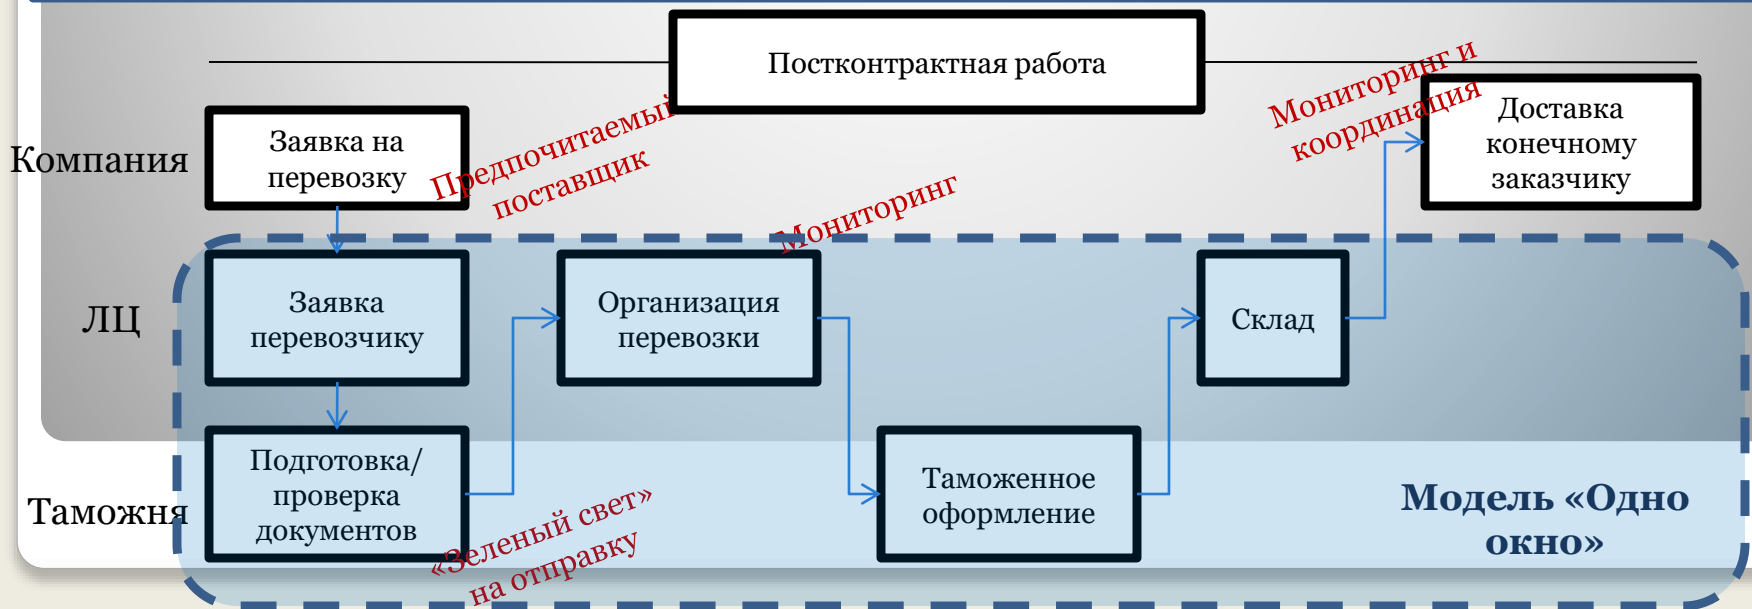 Постконтрактная работа
Компания
Заявка на
перевозку
Предпочитаемый
поставщик
Мониторинг
Мониторинг и
координация
Доставка
конечному
заказчику
ЛЦ
Заявка
перевозчику
Организация
перевозки
Склад
Таможня
Подготовка/
проверка
документов
«Зеленый свет»
на отправку
Таможенное
оформление
Модель «Одно
окно»